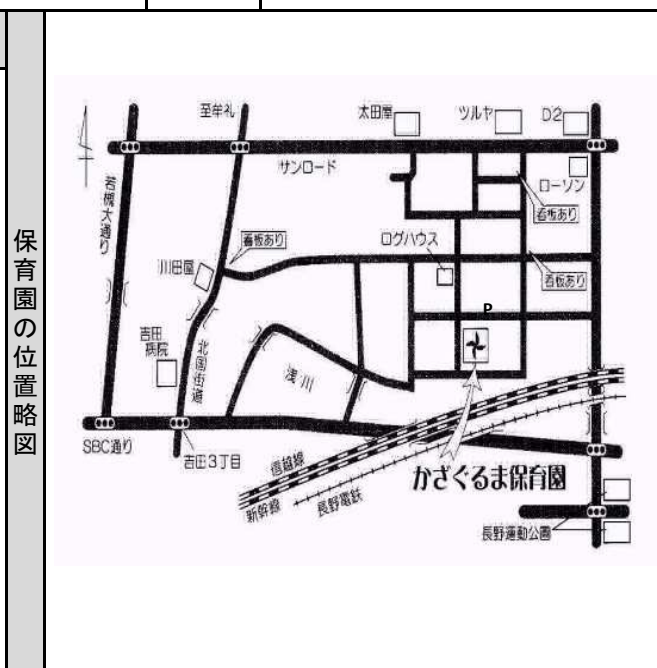 保育園の位置略図
至牟礼
太田屋
ツルヤ
D2
サンロード
ローソン
若槻大通り
看板あり
看板あり
ログハウス
川田屋
看板あり
P
吉田
病院
北国街道
浅川
SBC通り
吉田3丁目
信越線
かざぐるま保育園
新幹線
長野電鉄
長野運動公園